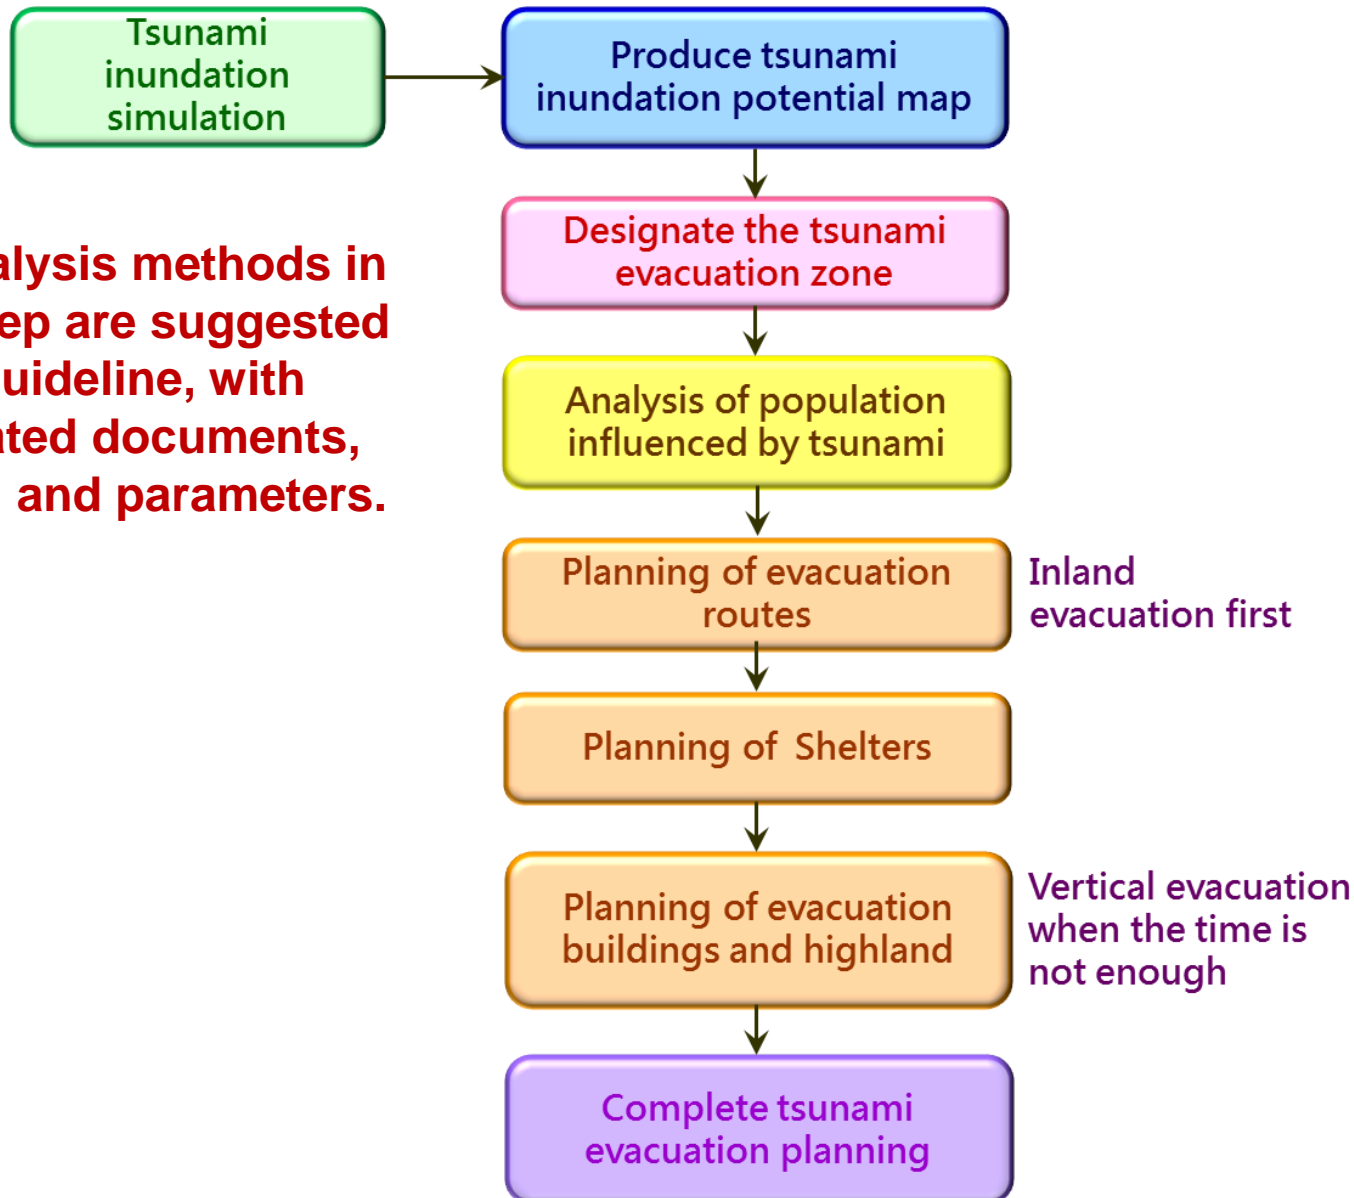 Tsunami
inundation
simulation
Produce tsunami
inundation potential map
Designate the tsunami
evacuation zone
alysis methods in
ep are suggested
uideline, with
ated documents,
and parameters.
Analysis of population
influenced by tsunami
Planning of evacuation
routes
Inland
evacuation first
Planning of Shelters
Planning of evacuation
buildings and highland
Vertical evacuation
when the time is
not enough
Complete tsunami
evacuation planning